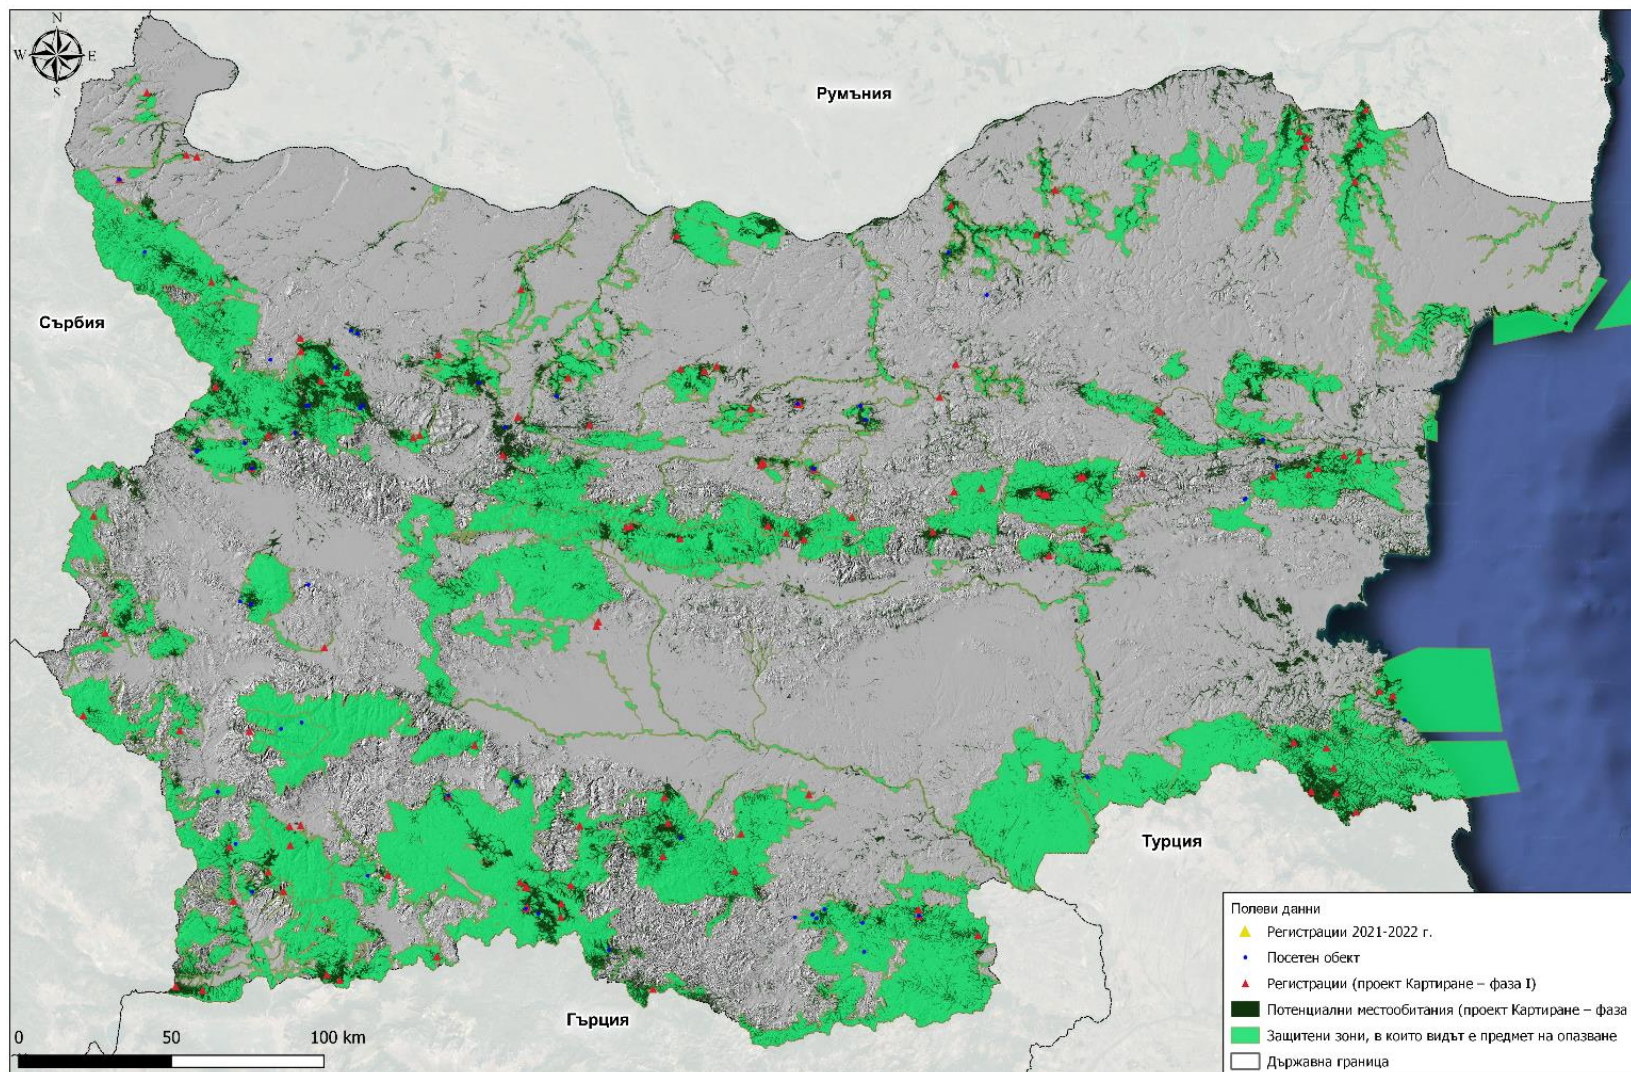 N
W E
S
Румъния
Сърбия
Турция
Гърция
0 50 100 km
Полеви данни
Регистрации 2021-2022 г.
Посетен обект
Регистрации (проект Картиране – фаза I)
Потенциални местообитания (проект Картиране – фаза
Защитени зони, в които видът е предмет на опазване
Държавна граница